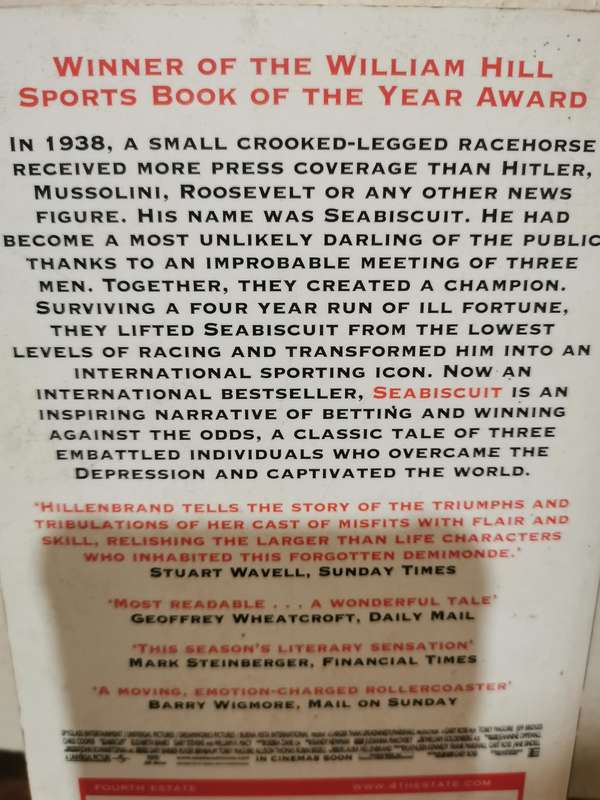 WINNER OF THE WILLIAM HILL
SPORTS BOOK OF THE YEAR AWARD
IN 1938, A SMALL CROOKED-LEGGED RACEHORSE
RECEIVED MORE PRESS COVERAGE THAN HITLER,
MUSSOLINI, ROOSEVELT OR ANY OTHER NEWS
FIGURE. HIS NAME WAS SEABISCUIT. HE HAD
BECOME A MOST UNLIKELY DARLING OF THE PUBLIC
THANKS TO AN IMPROBABLE MEETING OF THREE
MEN. TOGETHER, THEY CREATED A CHAMPION.
SURVIVING A FOUR YEAR RUN OF ILL FORTUNE,
THEY LIFTED SEABISCUIT FROM THE LOWEST
LEVELS OF RACING AND TRANSFORMED HIM INTO AN
INTERNATIONAL SPORTING ICON. NOW AN
INTERNATIONAL BESTSELLER, SEABISCUIT IS AN
INSPIRING NARRATIVE OF BETTING AND WINNING
AGAINST THE ODDS, A CLASSIC TALE OF THREE
EMBATTLED INDIVIDUALS WHO OVERCAME THE
DEPRESSION AND CAPTIVATED THE WORLD.
'HILLENBRAND TELLS THE STORY OF THE TRIUMPHS AND
TRIBULATIONS OF HER CAST OF MISFITS WITH FLAIR AND
SKILL, RELISHING THE LARGER THAN LIFE CHARACTERS
WHO INHABITED THIS FORGOTTEN DEMIMONDE.'
STUART WAVELL, SUNDAY TIMES
'MOST READABLE . . . A WONDERFUL TALE'
GEOFFREY WHEATCROFT, DAILY MAIL
'THIS SEASON'S LITERARY SENSATION'
MARK STEINBERGER, FINANCIAL TIMES
'A MOVING, EMOTION-CHARGED ROLLERCOASTER'
BARRY WIGMORE, MAIL ON SUNDAY
IN CINEMAS SOON
FOURTH ESTATE WWW.4THESTATE.COM